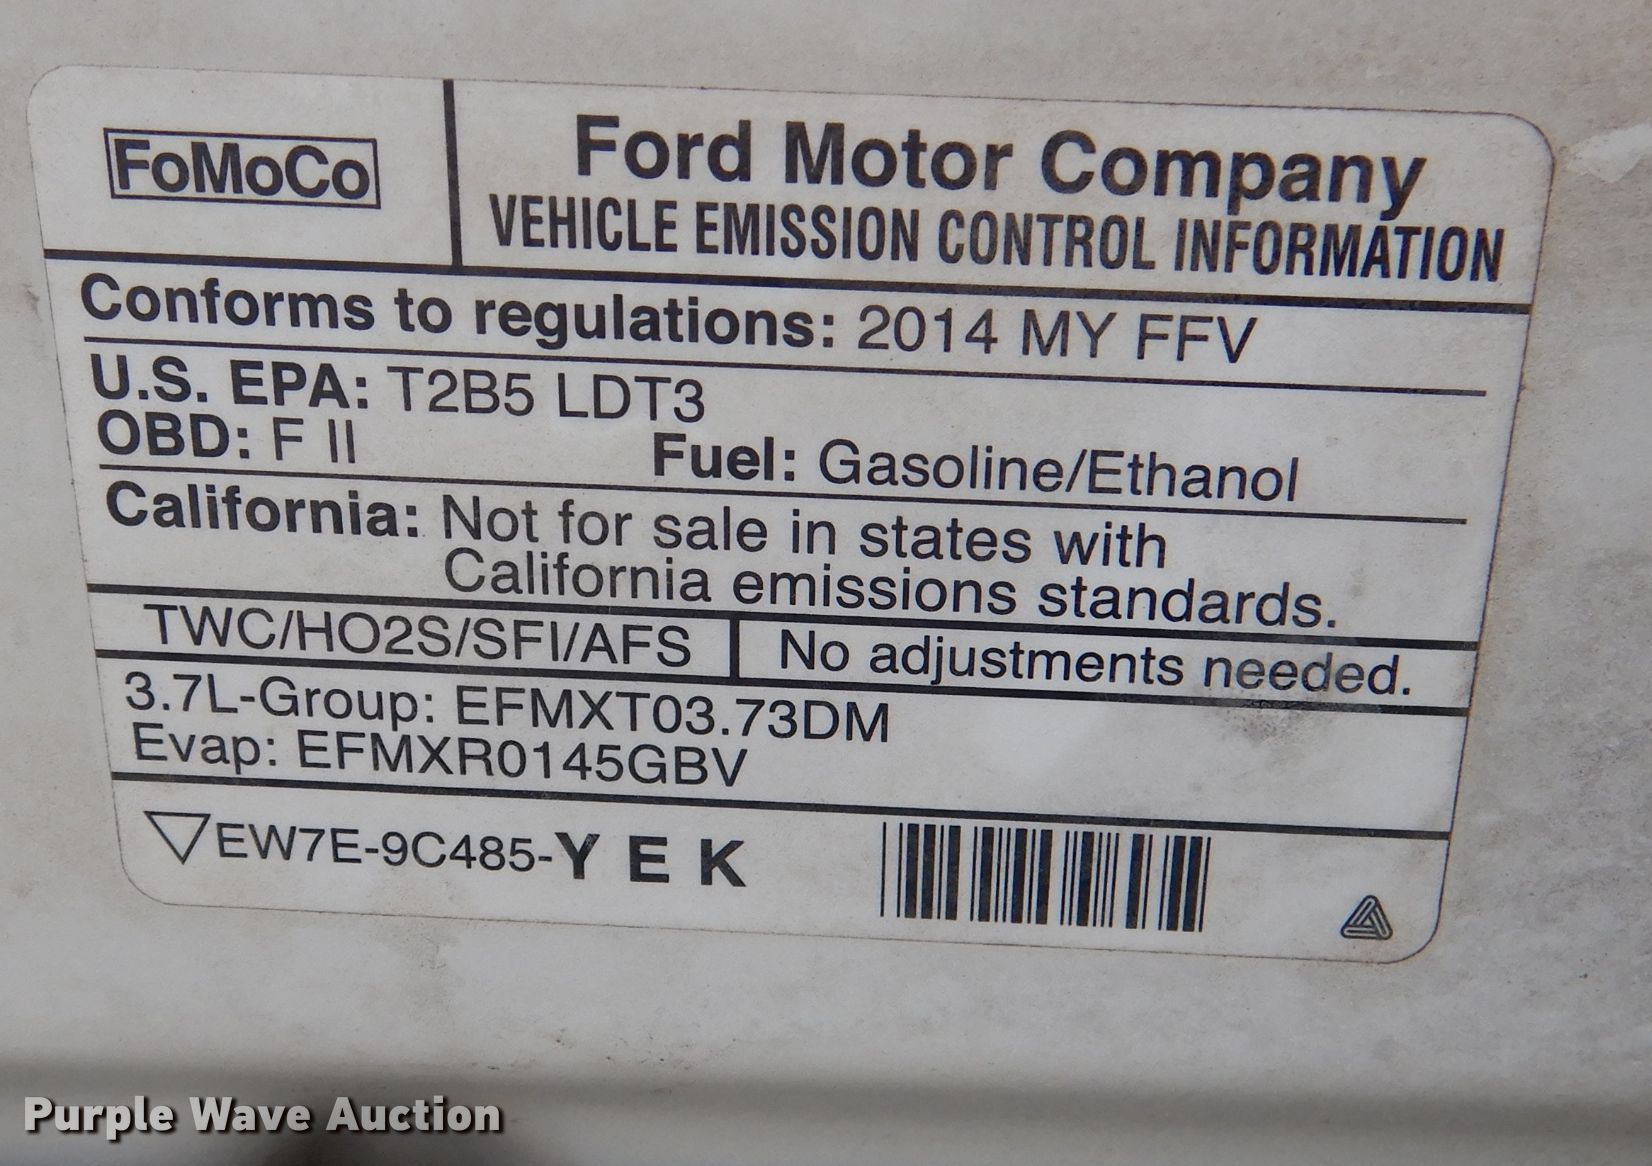 FoMoCo
Ford Motor Company
VEHICLE EMISSION CONTROL INFORMATION
Conforms to regulations: 2014 MY FFV
U.S. EPA: T2B5 LDT3
OBD: F II Fuel: Gasoline/Ethanol
California: Not for sale in states with
California emissions standards.
TWC/HO2S/SFI/AFS No adjustments needed.
3.7L-Group: EFMXT03.73DM
Evap: EFMXR0145GBV
EW7E-9C485-Y E K
Purple Wave Auction